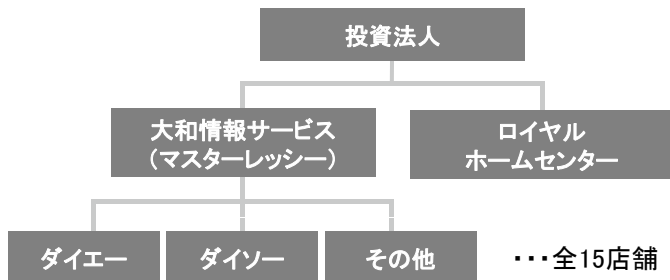 投資法人
大和情報サービス
（マスターレッシー）
ロイヤル
ホームセンター
ダイエー
ダイソー
その他
・・・全15店舗